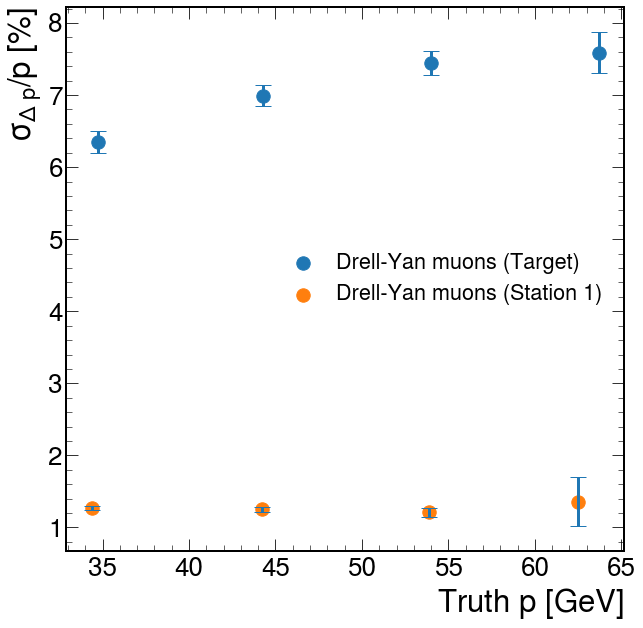 σΔ p/p [%]
8
7
6
5
4
3
2
1
Drell-Yan muons (Target)
Drell-Yan muons (Station 1)
35 40 45 50 55 60 65
Truth p [GeV]